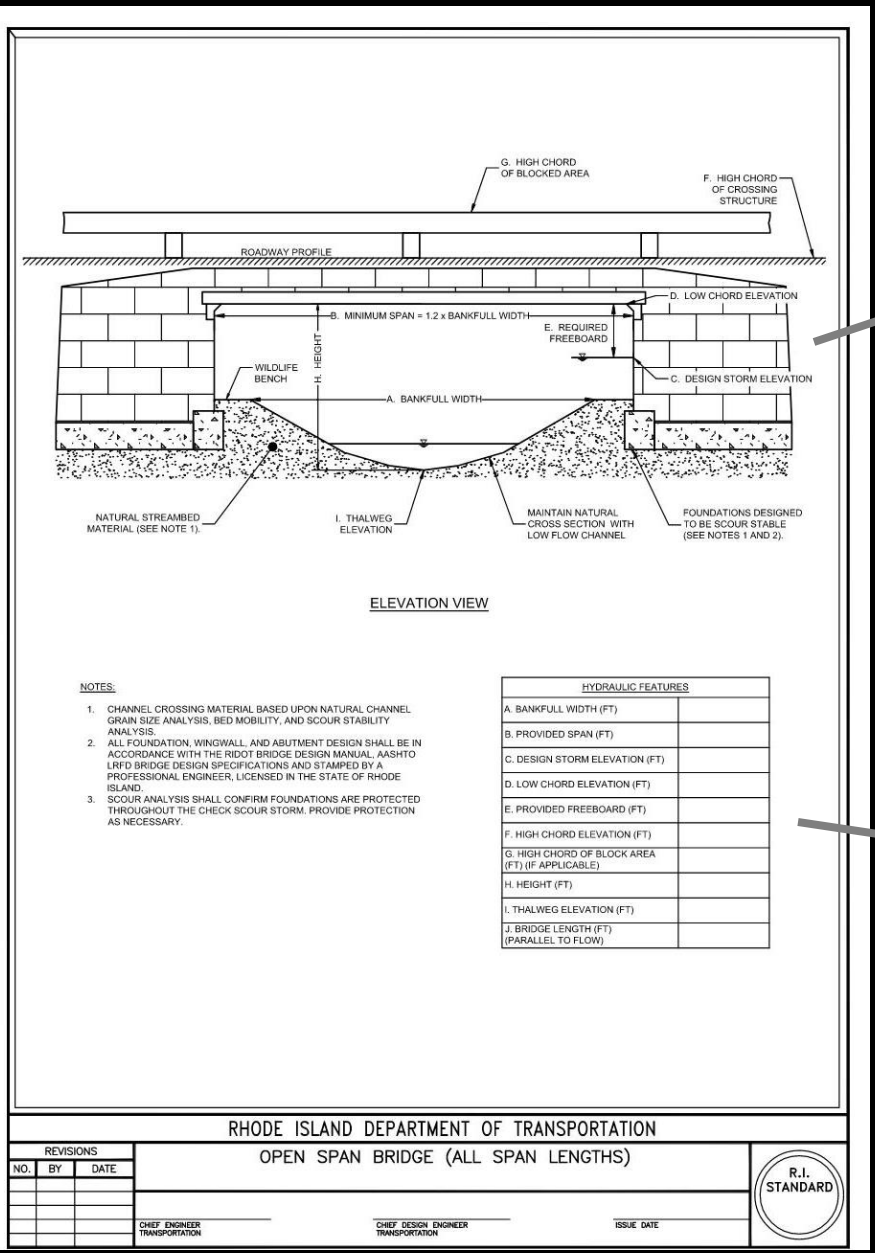 G. HIGH CHORD
OF BLOCKED AREA
F. HIGH CHORD
OF CROSSING
STRUCTURE
ROADWAY PROFILE
D. LOW CHORD ELEVATION
B. MINIMUM SPAN = 1.2 x BANKFULL WIDTH
E. REQUIRED
FREEBOARD
H. HEIGHT
WILDLIFE
BENCH
C. DESIGN STORM ELEVATION
A. BANKFULL WIDTH
NATURAL STREAMBED
MATERIAL (SEE NOTE 1).
I. THALWEG
ELEVATION
MAINTAIN NATURAL
CROSS SECTION WITH
LOW FLOW CHANNEL
FOUNDATIONS DESIGNED
TO BE SCOUR STABLE
(SEE NOTES 1 AND 2).
ELEVATION VIEW
NOTES:
1. CHANNEL CROSSING MATERIAL BASED UPON NATURAL CHANNEL
GRAIN SIZE ANALYSIS, BED MOBILITY, AND SCOUR STABILITY
ANALYSIS.
2. ALL FOUNDATION, WINGWALL, AND ABUTMENT DESIGN SHALL BE IN
ACCORDANCE WITH THE RIDOT BRIDGE DESIGN MANUAL, AASHTO
LRFD BRIDGE DESIGN SPECIFICATIONS AND STAMPED BY A
PROFESSIONAL ENGINEER, LICENSED IN THE STATE OF RHODE
ISLAND.
3. SCOUR ANALYSIS SHALL CONFIRM FOUNDATIONS ARE PROTECTED
THROUGHOUT THE CHECK SCOUR STORM. PROVIDE PROTECTION
AS NECESSARY.
HYDRAULIC FEATURES
A. BANKFULL WIDTH (FT)
B. PROVIDED SPAN (FT)
C. DESIGN STORM ELEVATION (FT)
D. LOW CHORD ELEVATION (FT)
E. PROVIDED FREEBOARD (FT)
F. HIGH CHORD ELEVATION (FT)
G. HIGH CHORD OF BLOCK AREA
(FT) (IF APPLICABLE)
H. HEIGHT (FT)
I. THALWEG ELEVATION (FT)
J. BRIDGE LENGTH (FT)
(PARALLEL TO FLOW)
RHODE ISLAND DEPARTMENT OF TRANSPORTATION
REVISIONS
NO. BY DATE
OPEN SPAN BRIDGE (ALL SPAN LENGTHS)
CHIEF ENGINEER
TRANSPORTATION
CHIEF DESIGN ENGINEER
TRANSPORTATION
ISSUE DATE
R.I.
STANDARD